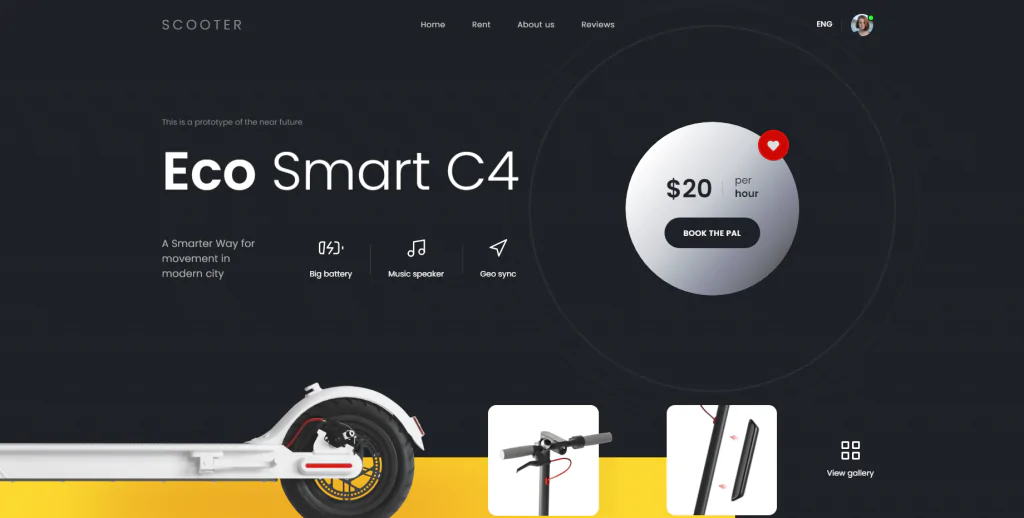 SCOOTER
Home
Rent
About us
Reviews
ENG
This is a prototype of the near future
Eco Smart C4
$20
per
hour
BOOK THE PAL
A Smarter Way for
movement in
modern city
Big battery
Music speaker
Geo sync
View gallery